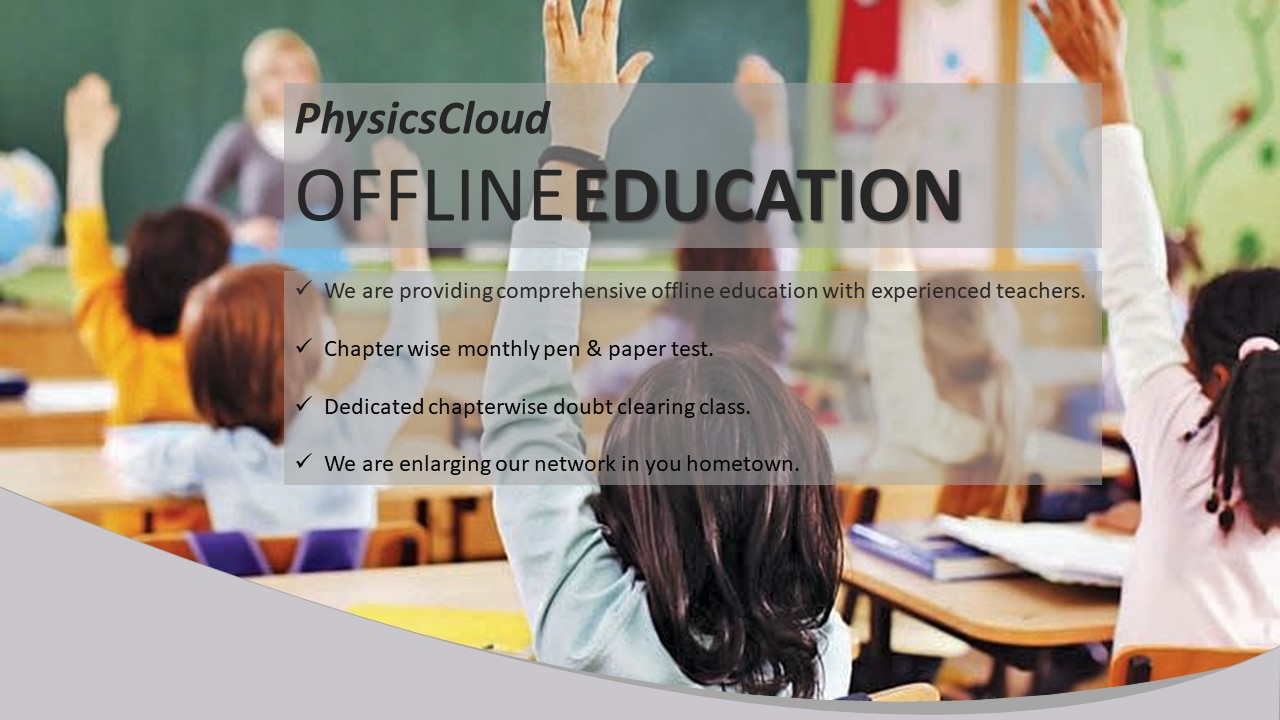 PhysicsCloud
OFFLINE EDUCATION
✓ We are providing comprehensive offline education with experienced teachers.
✓ Chapter wise monthly pen & paper test.
✓ Dedicated chapterwise doubt clearing class.
✓ We are enlarging our network in you hometown.